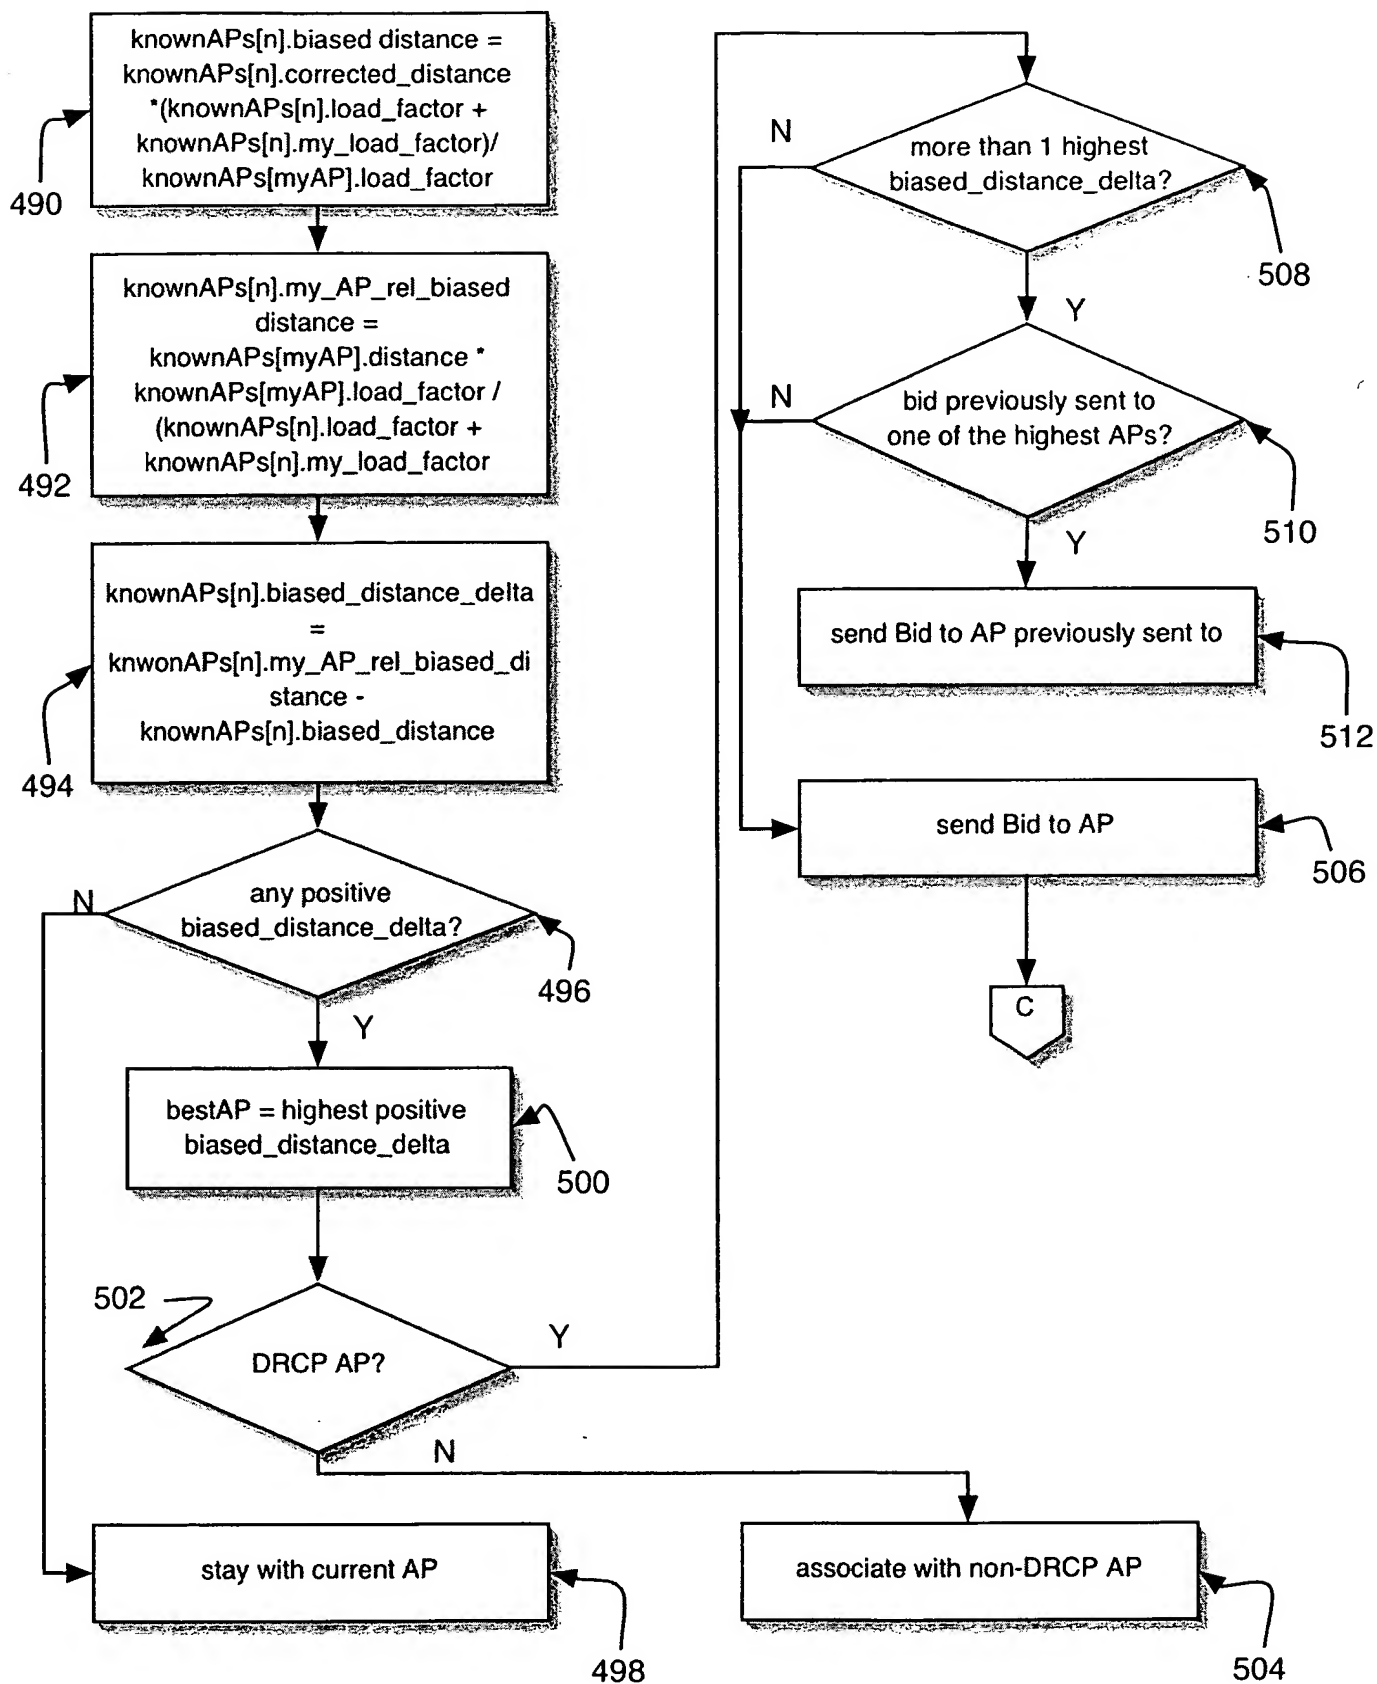 knownAPs[n].biased distance =
knownAPs[n].corrected_distance
*(knownAPs[n].load_factor +
knownAPs[n].my_load_factor)/
knownAPs[myAP].load_factor
490
knownAPs[n].my_AP_rel_biased
distance =
knownAPs[myAP].distance *
knownAPs[myAP].load_factor /
(knownAPs[n].load_factor +
knownAPs[n].my_load_factor
492
knownAPs[n].biased_distance_delta
=
knwonAPs[n].my_AP_rel_biased_di
stance -
knownAPs[n].biased_distance
494
any positive
biased_distance_delta?
N
496
Y
bestAP = highest positive
biased_distance_delta
500
502
DRCP AP?
Y
N
stay with current AP
498
associate with non-DRCP AP
504
more than 1 highest
biased_distance_delta?
N
508
Y
bid previously sent to
one of the highest APs?
N
510
Y
send Bid to AP previously sent to
512
send Bid to AP
506
C